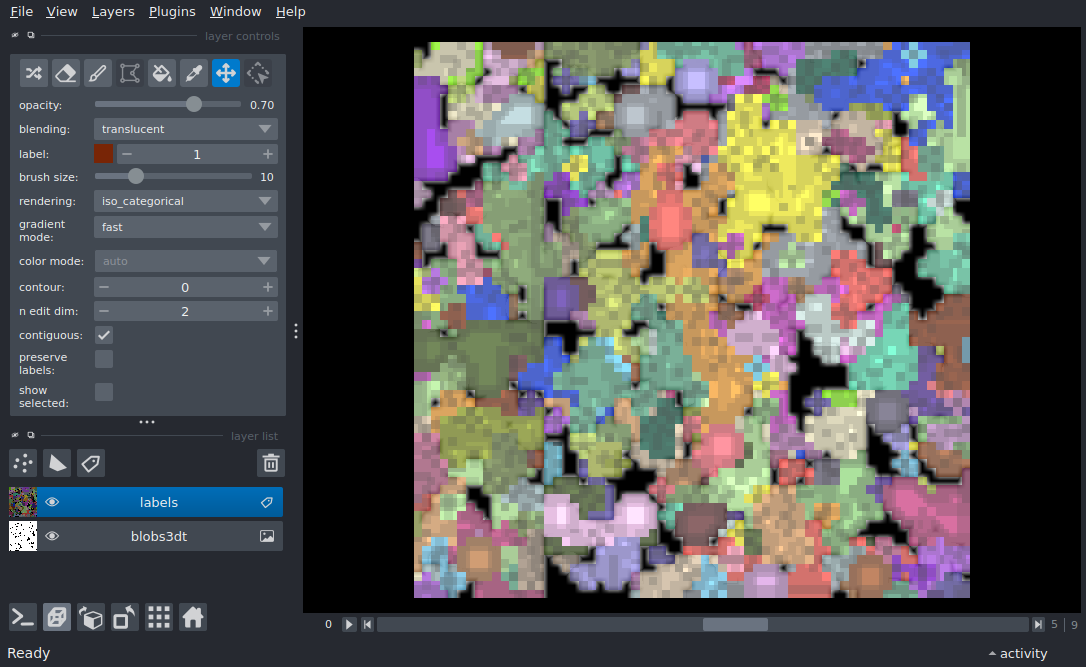 File View Layers Plugins Window Help
layer controls
opacity: 0.70
blending: translucent
label: 1
brush size: 10
rendering: iso_categorical
gradient
mode: fast
color mode: auto
contour: 0
n edit dim: 2
contiguous:
preserve
labels:
show
selected:
layer list
labels
blobs3dt
0 5 | 9
Ready activity